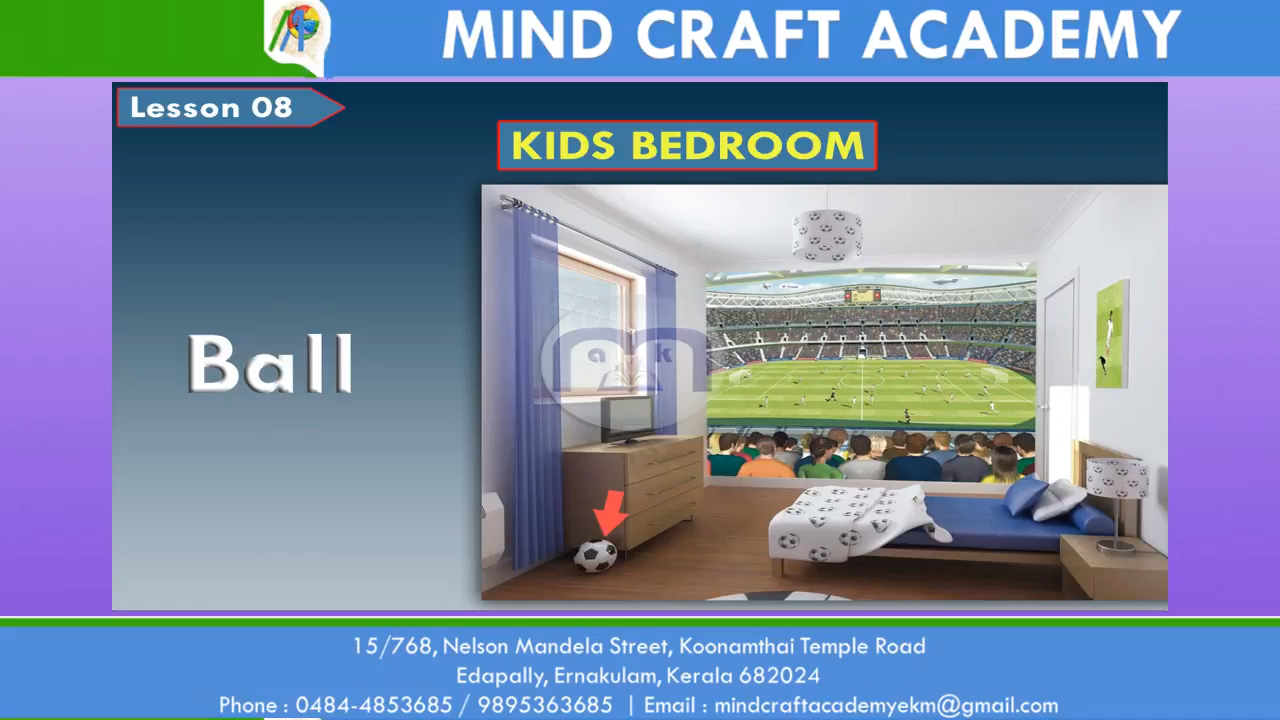 MIND CRAFT ACADEMY
Lesson 08
KIDS BEDROOM
Ball
a k
15/768, Nelson Mandela Street, Koonamthai Temple Road
Edapally, Ernakulam, Kerala 682024
Phone : 0484-4853685 / 9895363685 | Email : mindcraftacademyekm@gmail.com